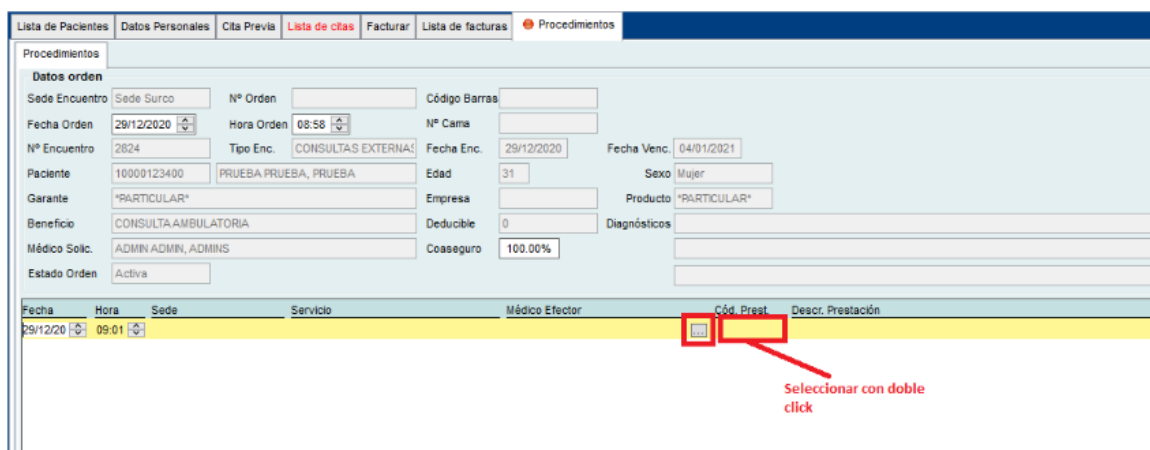 Lista de Pacientes Datos Personales Cita Previa Lista de citas Facturar Lista de facturas Procedimientos
Procedimientos
Datos orden
Sede Encuentro Sede Surco Nº Orden Código Barras
Fecha Orden 29/12/2020 Hora Orden 08:58 Nº Cama
Nº Encuentro 2824 Tipo Enc. CONSULTAS EXTERNAS Fecha Enc. 29/12/2020 Fecha Venc. 04/01/2021
Paciente 10000123400 PRUEBA PRUEBA, PRUEBA Edad 31 Sexo Mujer
Garante *PARTICULAR* Empresa Producto *PARTICULAR*
Beneficio CONSULTA AMBULATORIA Deducible 0 Diagnósticos
Médico Solic. ADMIN ADMIN, ADMINS Coaseguro 100.00%
Estado Orden Activa
Fecha Hora Sede Servicio Médico Efector Cód. Prest. Descr. Prestación
29/12/20 09:01 ...
Seleccionar con doble
click